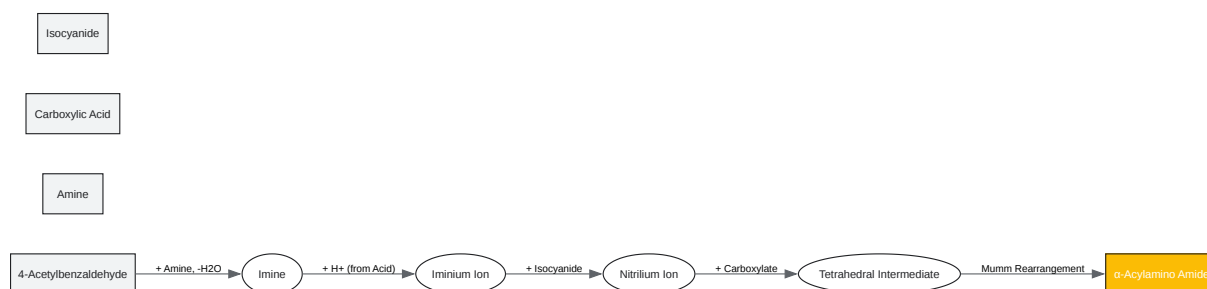 Isocyanide
Carboxylic Acid
Amine
4-Acetylbenzaldehyde
+ Amine, -H2O
Imine
+ H+ (from Acid)
Iminium Ion
+ Isocyanide
Nitrilium Ion
+ Carboxylate
Tetrahedral Intermediate
Mumm Rearrangement
α-Acylamino Amide